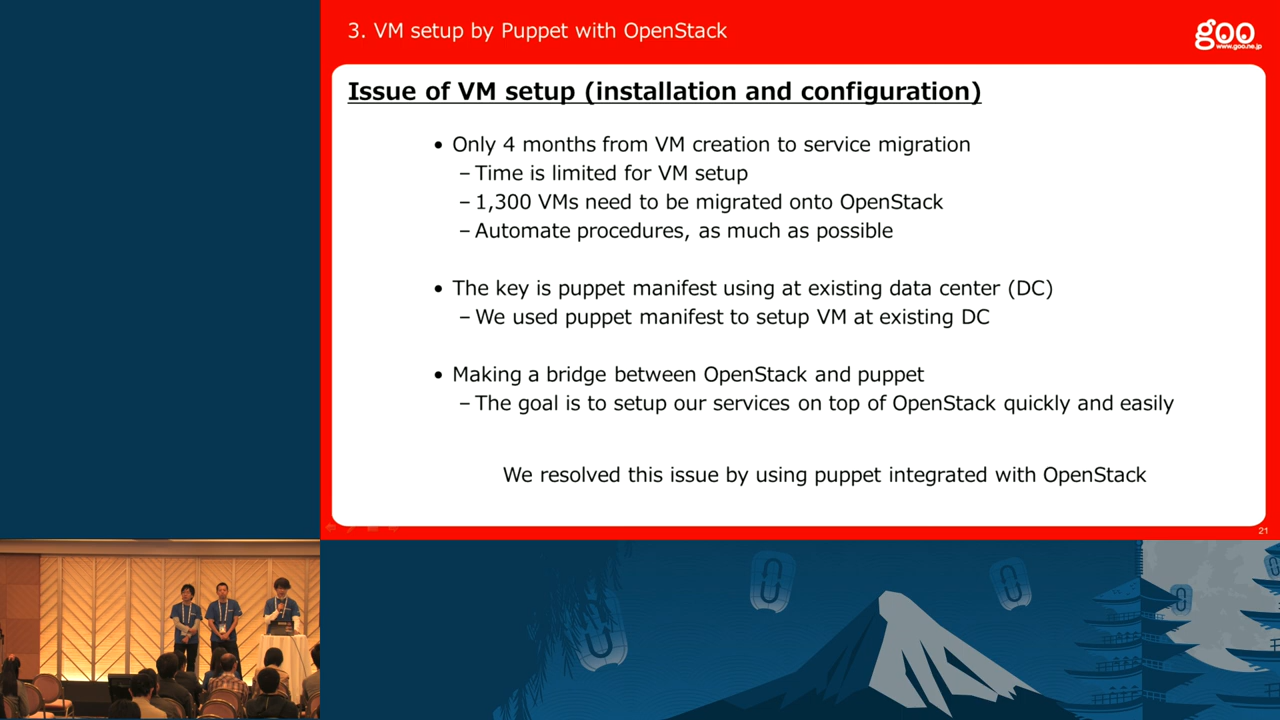 3. VM setup by Puppet with OpenStack
goo
www.goo.ne.jp
Issue of VM setup (installation and configuration)
• Only 4 months from VM creation to service migration
– Time is limited for VM setup
– 1,300 VMs need to be migrated onto OpenStack
– Automate procedures, as much as possible
• The key is puppet manifest using at existing data center (DC)
– We used puppet manifest to setup VM at existing DC
• Making a bridge between OpenStack and puppet
– The goal is to setup our services on top of OpenStack quickly and easily
We resolved this issue by using puppet integrated with OpenStack
21